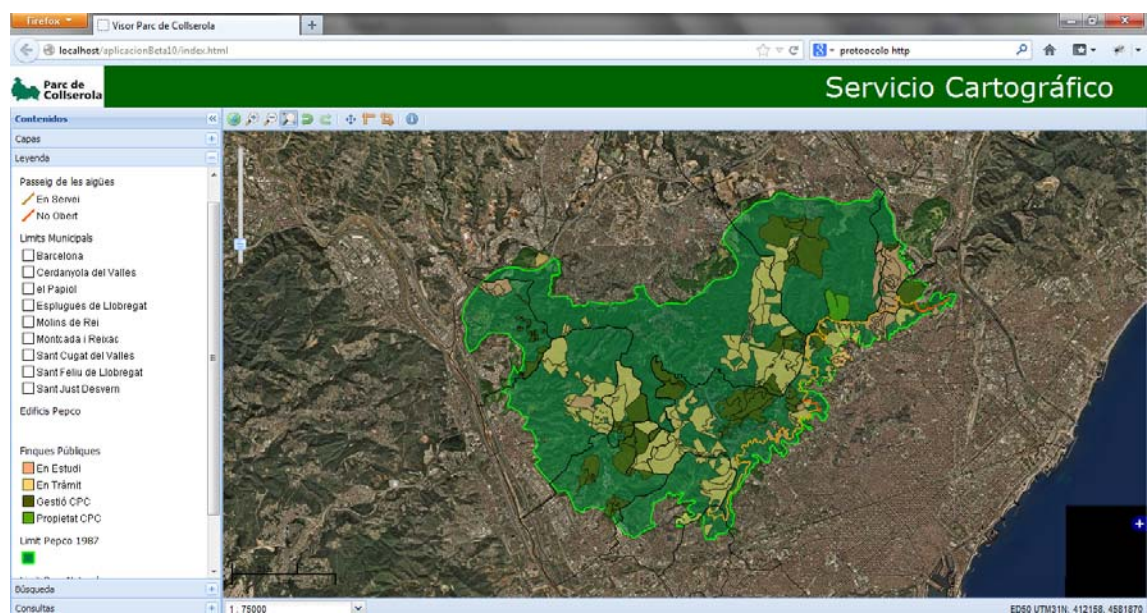 Firefox
Visor Parc de Collserola
localhost/aplicacionBeta10/index.html
protoocolo http
Parc de
Collserola
Servicio Cartográfico
Contenidos
Capas
Leyenda
Passeig de les aigües
En Servei
No Obert
Limits Municipals
Barcelona
Cerdanyola del Valles
el Papiol
Esplugues de Llobregat
Molins de Rei
Montcada i Reixac
Sant Cugat del Valles
Sant Feliu de Llobregat
Sant Just Desvern
Edificis Pepco
Finques Públiques
En Estudi
En Tràmit
Gestió CPC
Propietat CPC
Limit Pepco 1987
Búsqueda
Consultas
1 : 75000
ED50 UTM31N: 412158, 4581870